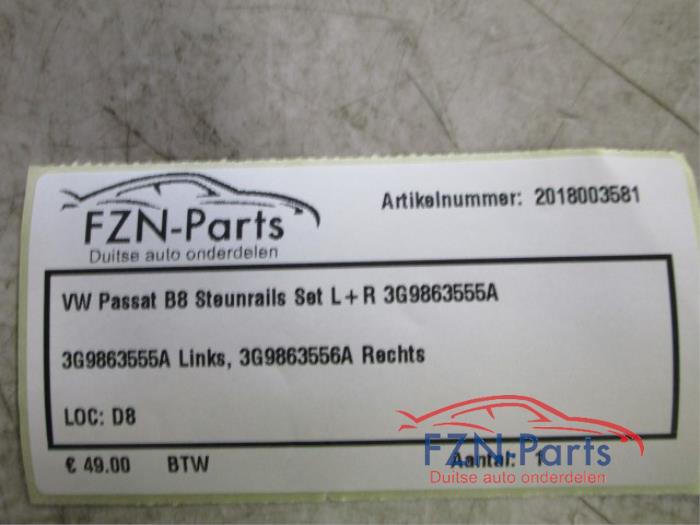 FZN-Parts
Duitse auto onderdelen
Artikelnummer: 2018003581
VW Passat B8 Steunrails Set L+R 3G9863555A
3G9863555A Links, 3G9863556A Rechts
LOC: D8
€ 49.00 BTW Aantal: 1
FZN-Parts
Duitse auto onderdelen